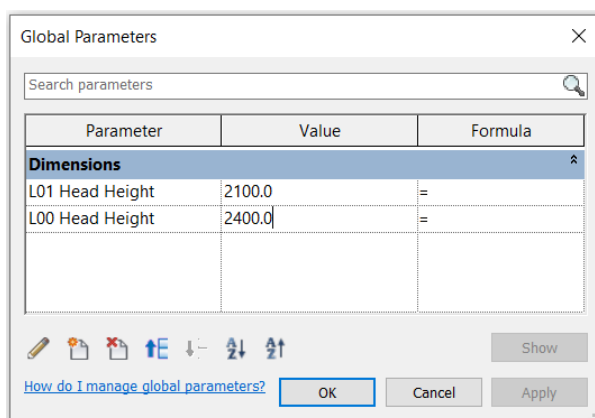 Global Parameters
Search parameters
Parameter Value Formula
Dimensions
L01 Head Height 2100.0 =
L00 Head Height 2400.0 =
Show
How do I manage global parameters? OK Cancel Apply